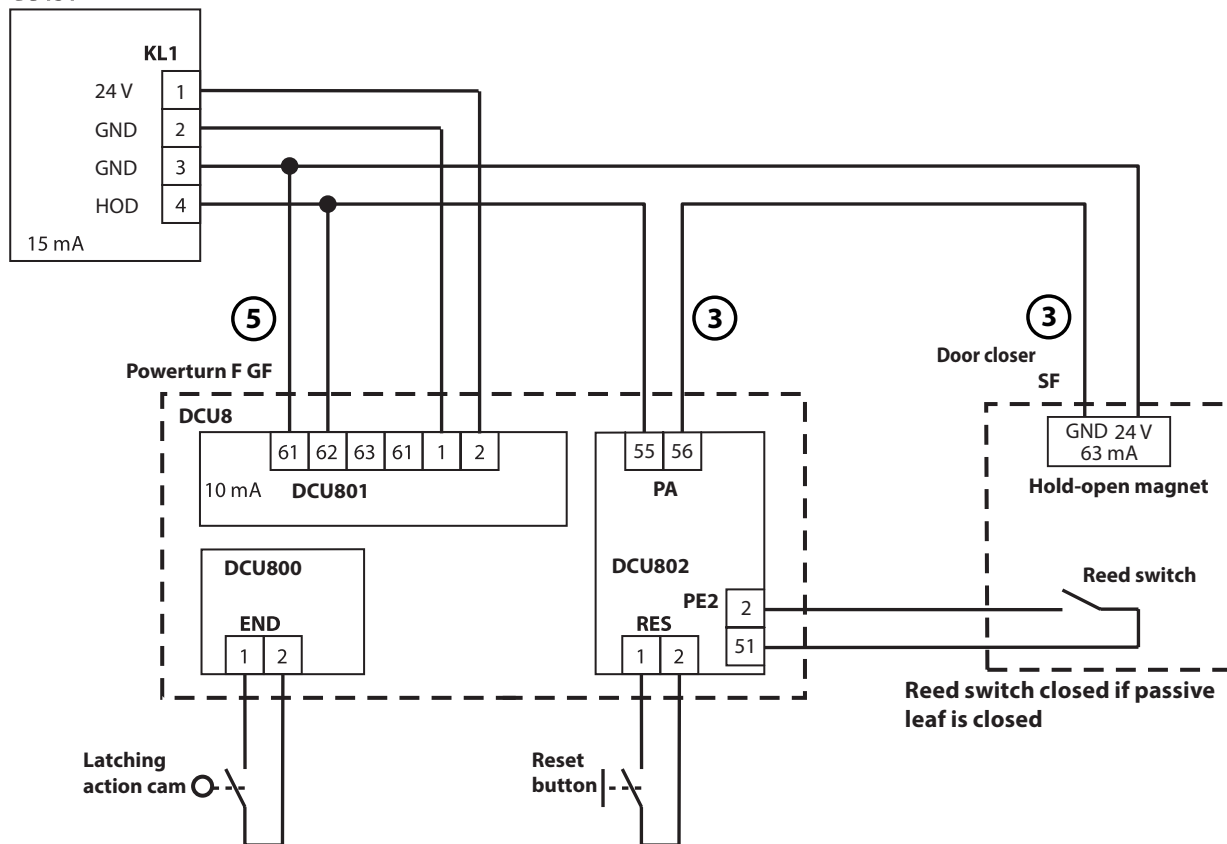 KL1
24 V 1
GND 2
GND 3
HOD 4
15 mA
5
3
3
Powerturn F GF
Door closer
SF
DCU8
61 62 63 61 1 2
10 mA DCU801
55 56
PA
GND 24 V
63 mA
Hold-open magnet
DCU800
END
1 2
DCU802
PE2
2
51
RES
1 2
Reed switch
Reed switch closed if passive
leaf is closed
Latching
action cam
Reset
button